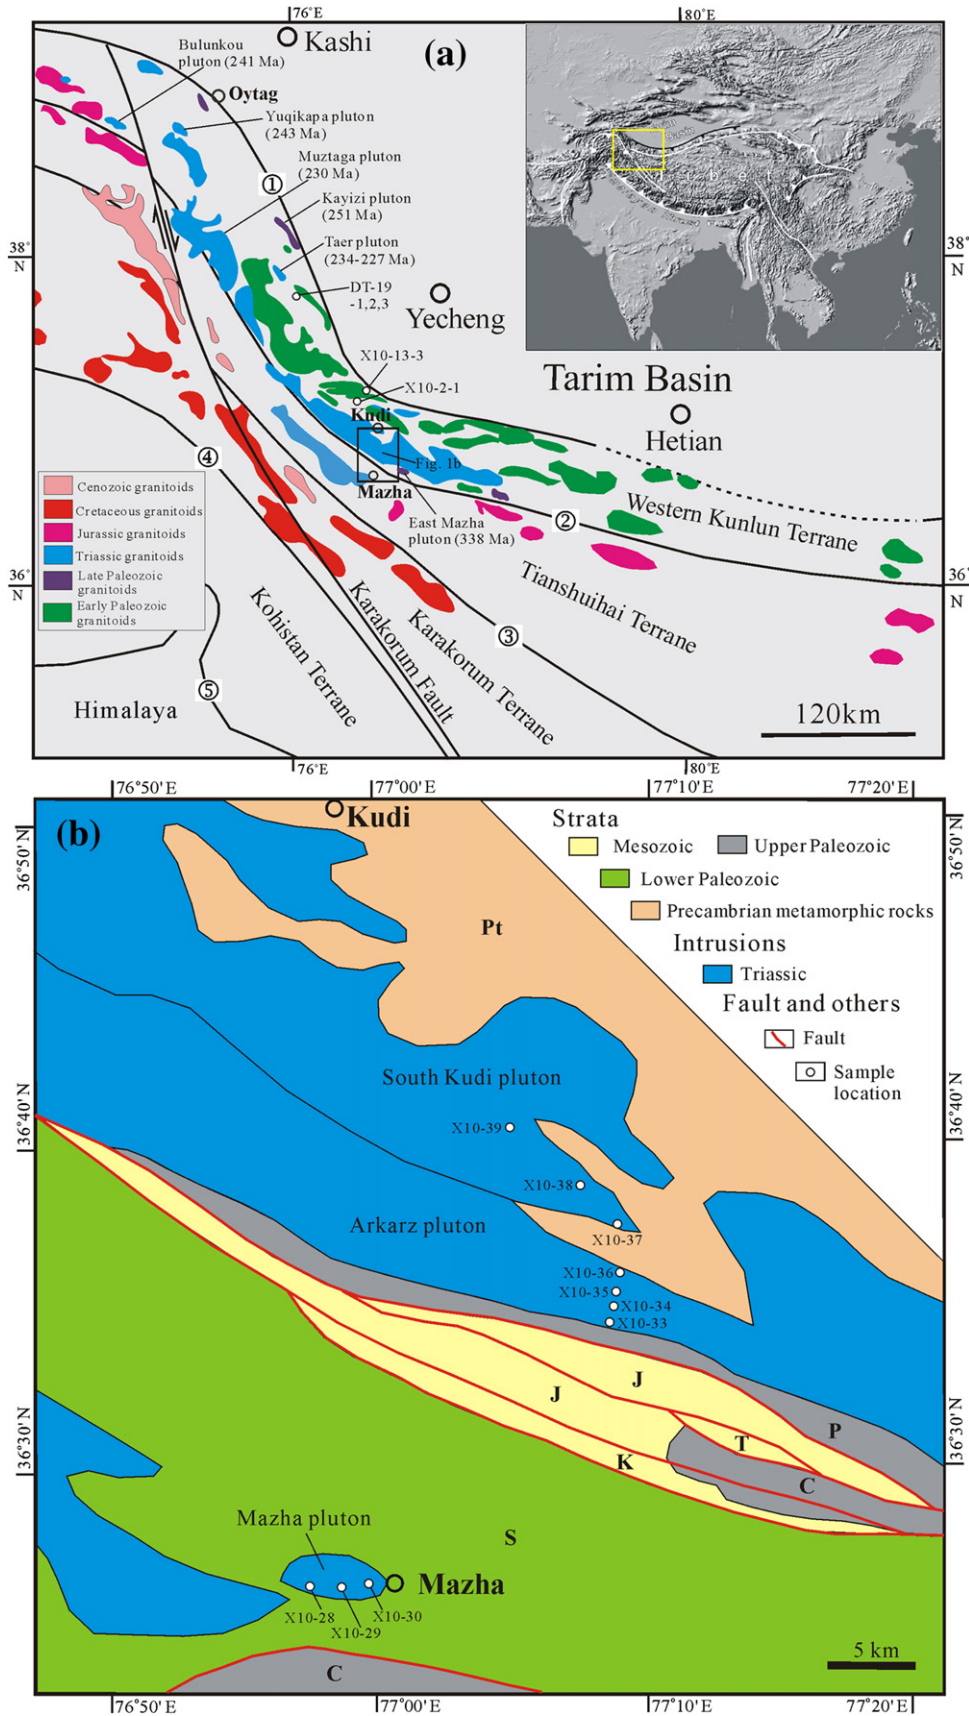 76°E
80°E
(a)
Kashi
Bulunkou
pluton (241 Ma)
Oytag
Yuqikapa pluton
(243 Ma)
Muztaga pluton
(230 Ma)
①
Kayizi pluton
(251 Ma)
Taer pluton
(234-227 Ma)
DT-19
-1,2,3
38°
N
38°
N
Yecheng
X10-13-3
X10-2-1
Kudi
Tarim Basin
Hetian
Fig. 1b
Mazha
④
East Mazha
pluton (338 Ma)
②
Western Kunlun Terrane
Cenozoic granitoids
Cretaceous granitoids
Jurassic granitoids
Triassic granitoids
Late Paleozoic
granitoids
Early Paleozoic
granitoids
36°
N
36°
N
Tianshuihai Terrane
③
Karakorum Terrane
Karakorum Fault
Kohistan Terrane
⑤
Himalaya
120km
76°E
80°E
76°50' E
77°00' E
77°10' E
77°20' E
(b)
Kudi
36°50' N
36°50' N
Strata
Mesozoic
Upper Paleozoic
Lower Paleozoic
Precambrian metamorphic rocks
Intrusions
Triassic
Fault and others
Fault
Sample
location
Pt
South Kudi pluton
X10-39
36°40' N
36°40' N
X10-38
Arkarz pluton
X10-37
X10-36
X10-35
X10-34
X10-33
J
J
P
T
K
C
36°30' N
36°30' N
S
Mazha pluton
Mazha
X10-28
X10-29
X10-30
C
5 km
76°50' E
77°00' E
77°10' E
77°20' E